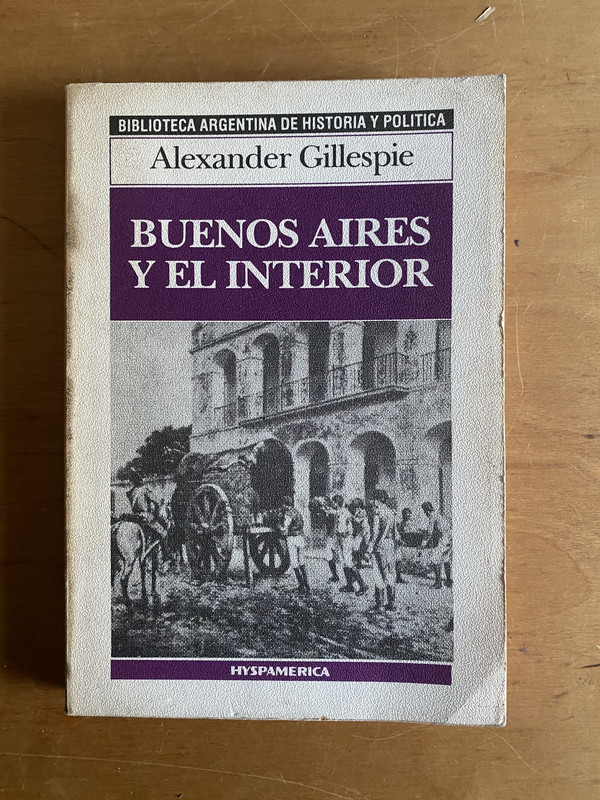 BIBLIOTECA ARGENTINA DE HISTORIA Y POLITICA
Alexander Gillespie
BUENOS AIRES
Y EL INTERIOR
HYSPAMERICA